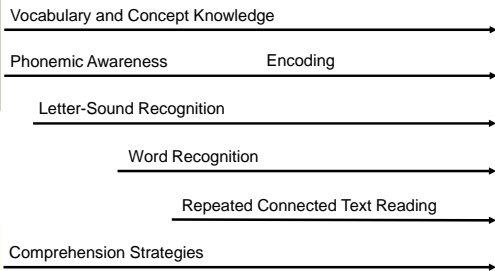 Vocabulary and Concept Knowledge
Phonemic Awareness Encoding
Letter-Sound Recognition
Word Recognition
Repeated Connected Text Reading
Comprehension Strategies